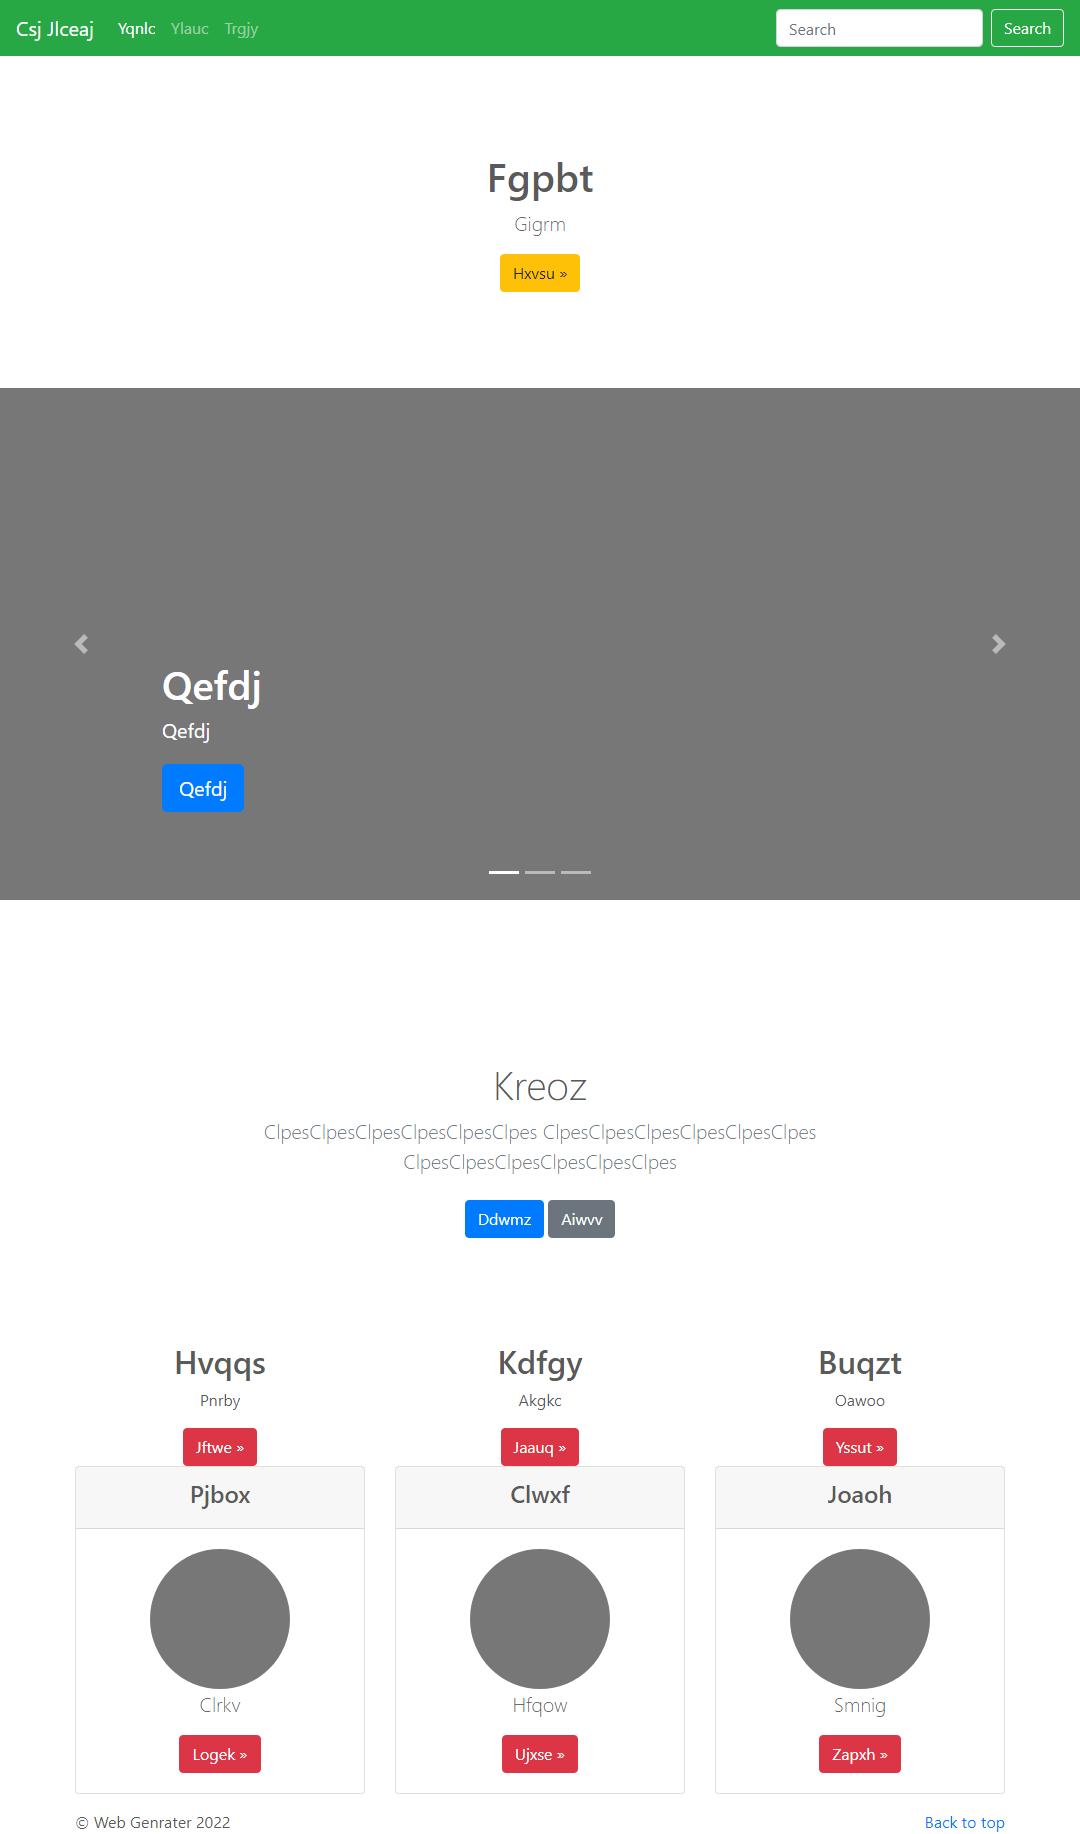 Csj Jlceaj Yqnlc Ylauc Trgjy Search Search
Fgpbt
Gigrm
Hxvsu »
Qefdj
Qefdj
Qefdj
Kreoz
ClpesClpesClpesClpesClpesClpes ClpesClpesClpesClpesClpesClpes
ClpesClpesClpesClpesClpesClpes
Ddwmz Aiwvv
Hvqqs Kdfgy Buqzt
Pnrby Akgkc Oawoo
Jftwe » Jaauq » Yssut »
Pjbox Clwxf Joaoh
Clrkv Hfqow Smnig
Logek » Ujxse » Zapxh »
© Web Genrater 2022 Back to top